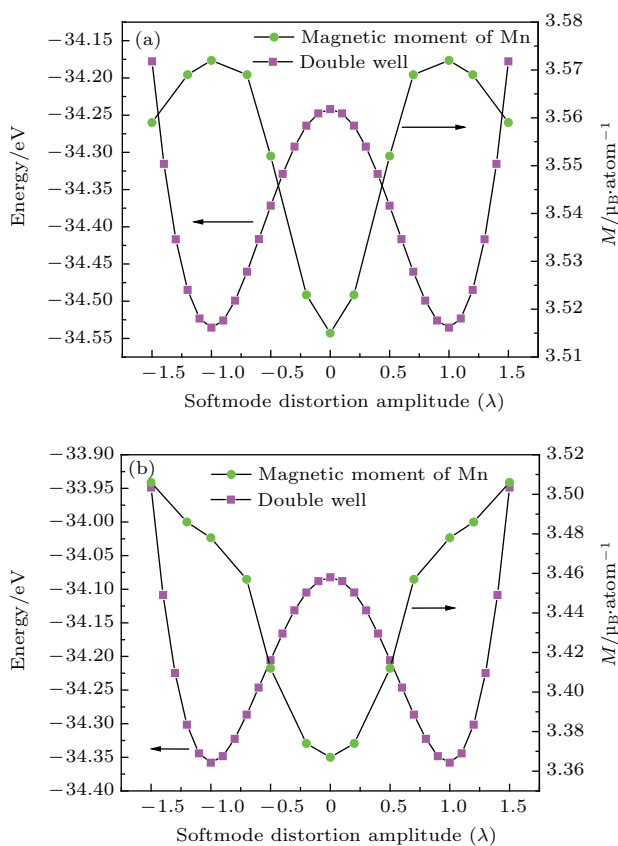 (a)
Magnetic moment of Mn
Double well
Energy/eV
−34.15
−34.20
−34.25
−34.30
−34.35
−34.40
−34.45
−34.50
−34.55
3.58
3.57
3.56
3.55
3.54
3.53
3.52
3.51
M/μB·atom−1
−1.5 −1.0 −0.5 0 0.5 1.0 1.5
Softmode distortion amplitude (λ)
(b)
Magnetic moment of Mn
Double well
Energy/eV
−33.90
−33.95
−34.00
−34.05
−34.10
−34.15
−34.20
−34.25
−34.30
−34.35
−34.40
3.52
3.50
3.48
3.46
3.44
3.42
3.40
3.38
3.36
M/μB·atom−1
−1.5 −1.0 −0.5 0 0.5 1.0 1.5
Softmode distortion amplitude (λ)